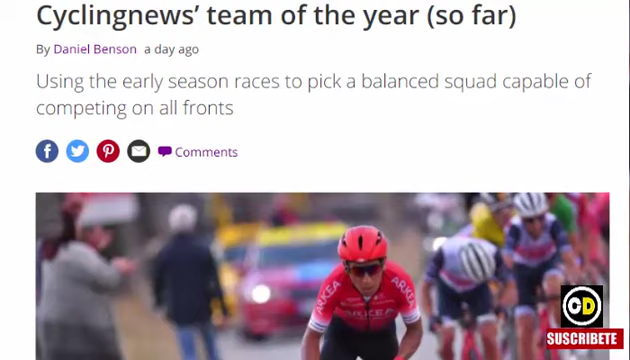 Cyclingnews' team of the year (so far)
By Daniel Benson a day ago
Using the early season races to pick a balanced squad capable of
competing on all fronts
Comments
ARKEA
ARKEA
CD
SUSCRIBETE